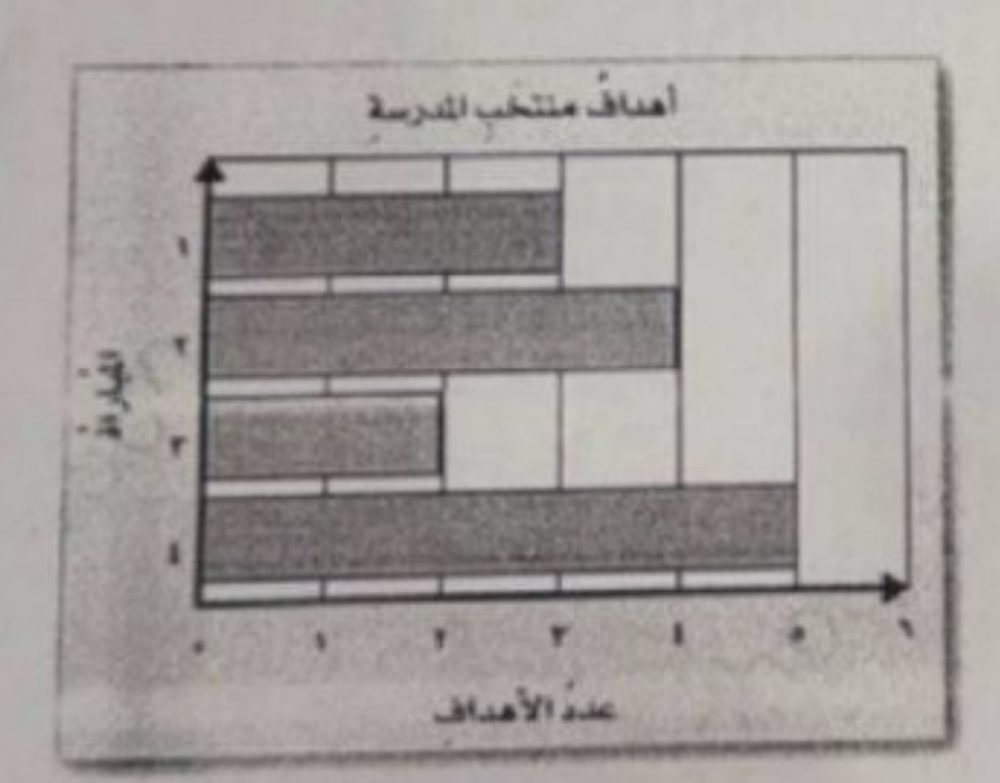 أهدافُ منتخبِ المدرسةِ
١
٢
٣
٤
المباراةُ
٠ ١ ٢ ٣ ٤ ٥ ٦
عددُ الأهدافِ